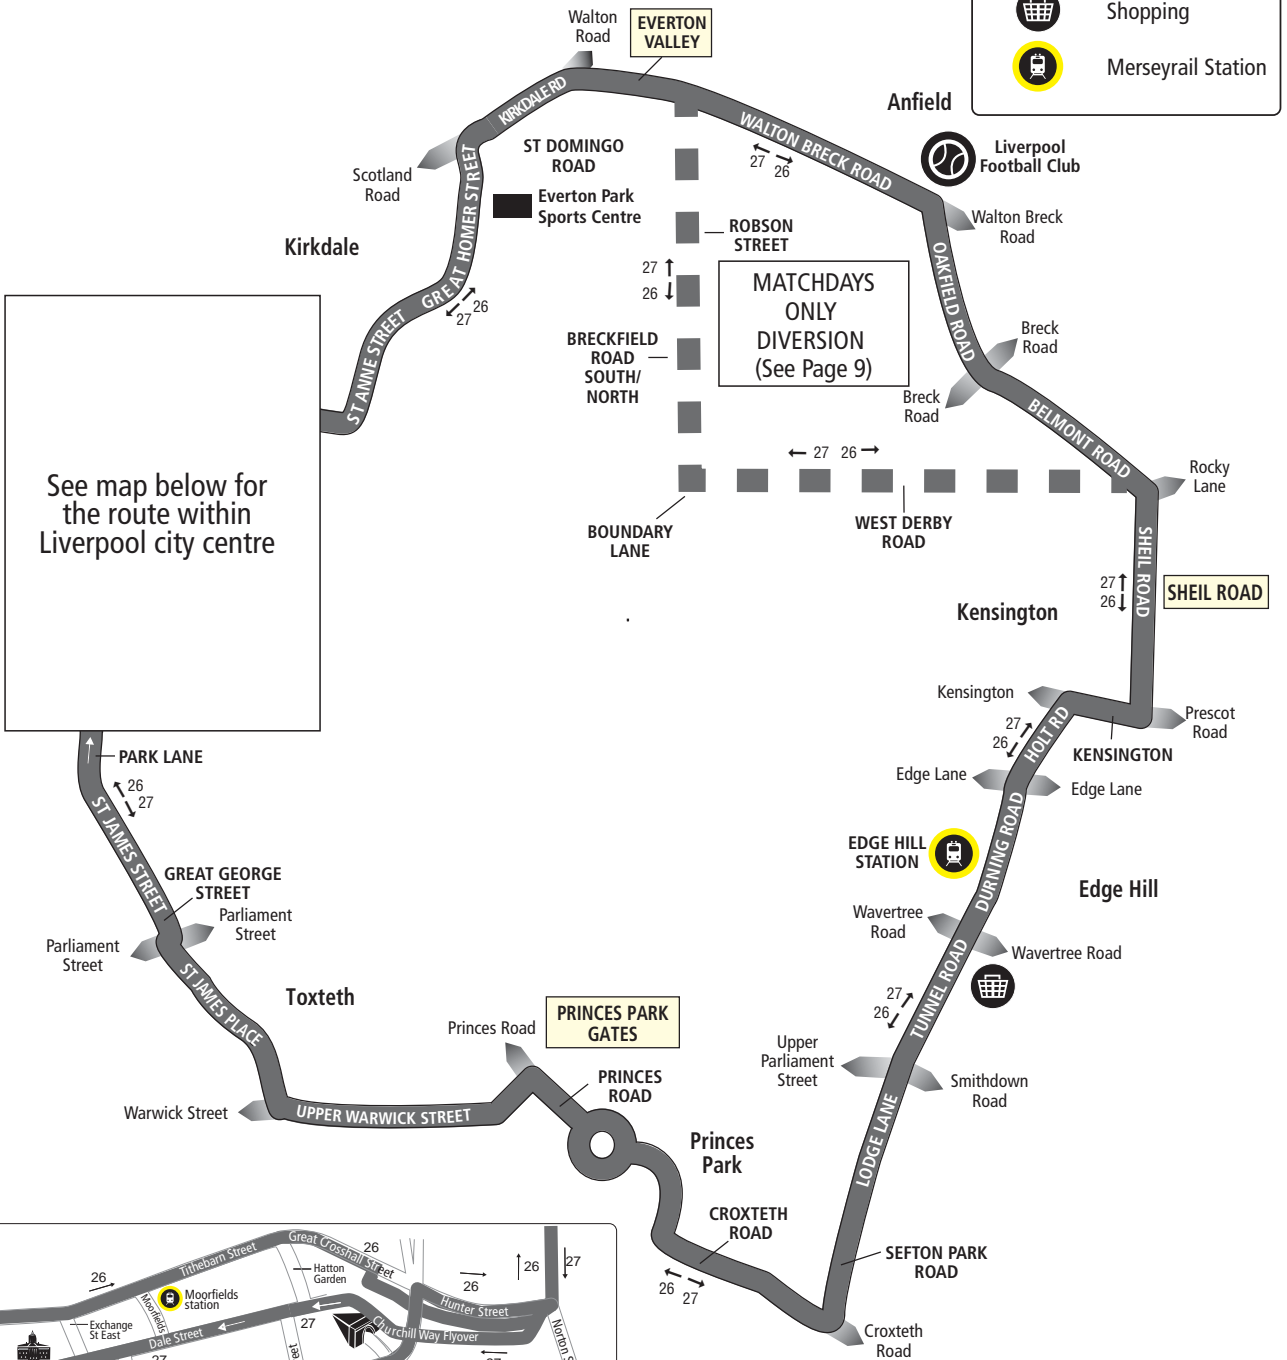 Shopping
Merseyrail Station
Walton
Road
EVERTON
VALLEY
KIRKDALE RD
Anfield
WALTON BRECK ROAD
27
26
Liverpool
Football Club
ST DOMINGO
ROAD
Scotland
Road
Everton Park
Sports Centre
GREAT HOMER STREET
Kirkdale
ROBSON
STREET
Walton Breck
Road
27
26
MATCHDAYS
ONLY
DIVERSION
(See Page 9)
OAKFIELD ROAD
26
27
ST ANNE STREET
BRECKFIELD
ROAD
SOUTH/
NORTH
Breck
Road
Breck
Road
BELMONT ROAD
27 26
Rocky
Lane
See map below for
the route within
Liverpool city centre
BOUNDARY
LANE
WEST DERBY
ROAD
SHEIL ROAD
27
26
SHEIL ROAD
Kensington
Kensington
Prescot
Road
27
26
HOLT RD
KENSINGTON
PARK LANE
Edge Lane
Edge Lane
26
27
ST JAMES STREET
EDGE HILL
STATION
DURNING ROAD
Edge Hill
GREAT GEORGE
STREET
Parliament
Street
Parliament
Street
Wavertree
Road
Wavertree Road
ST JAMES PLACE
Toxteth
TUNNEL ROAD
27
26
PRINCES PARK
GATES
Princes Road
Upper
Parliament
Street
Smithdown
Road
PRINCES
ROAD
Warwick Street
UPPER WARWICK STREET
LODGE LANE
Princes
Park
CROXTETH
ROAD
SEFTON PARK
ROAD
26
27
Croxteth
Road
Great Crosshall Street
26
Tithebarn Street
26
Hatton
Garden
26
26
27
Moorfields
station
Moorfields
Hunter Street
Exchange
St East
Dale Street
27
27
Churchill Way Flyover
Norton S
eet
27